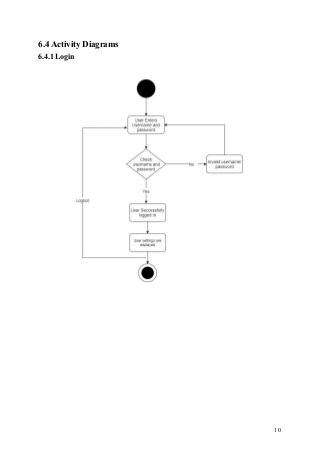 6.4 Activity Diagrams
6.4.1 Login
User Enters
Username and
password
Check
username and
password
No
Invalid username/
password
Yes
Logout
User Successfully
logged in
User settings are
displayed
10